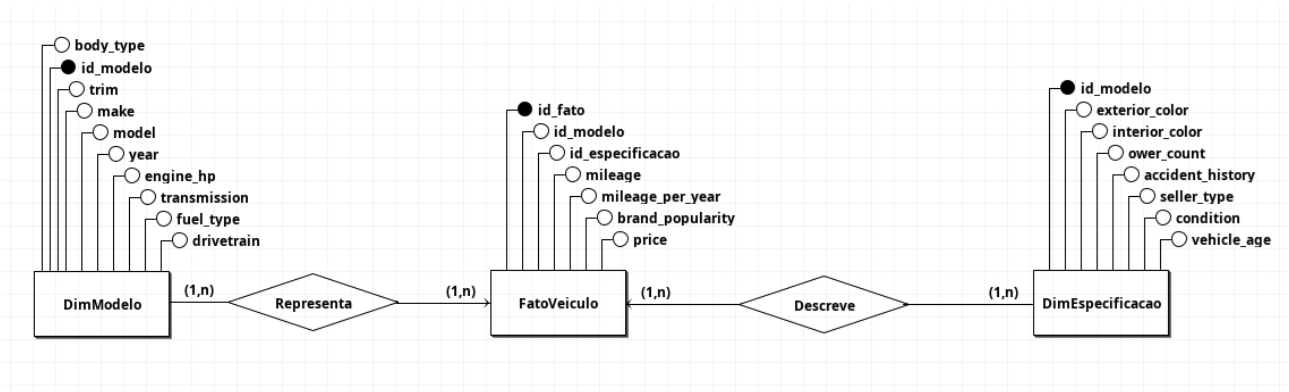 body_type
id_modelo
trim
make
model
year
engine_hp
transmission
fuel_type
drivetrain
DimModelo
(1,n)
Representa
(1,n)
id_fato
id_modelo
id_especificacao
mileage
mileage_per_year
brand_popularity
price
FatoVeiculo
(1,n)
Descreve
(1,n)
id_modelo
exterior_color
interior_color
ower_count
accident_history
seller_type
condition
vehicle_age
DimEspecificacao